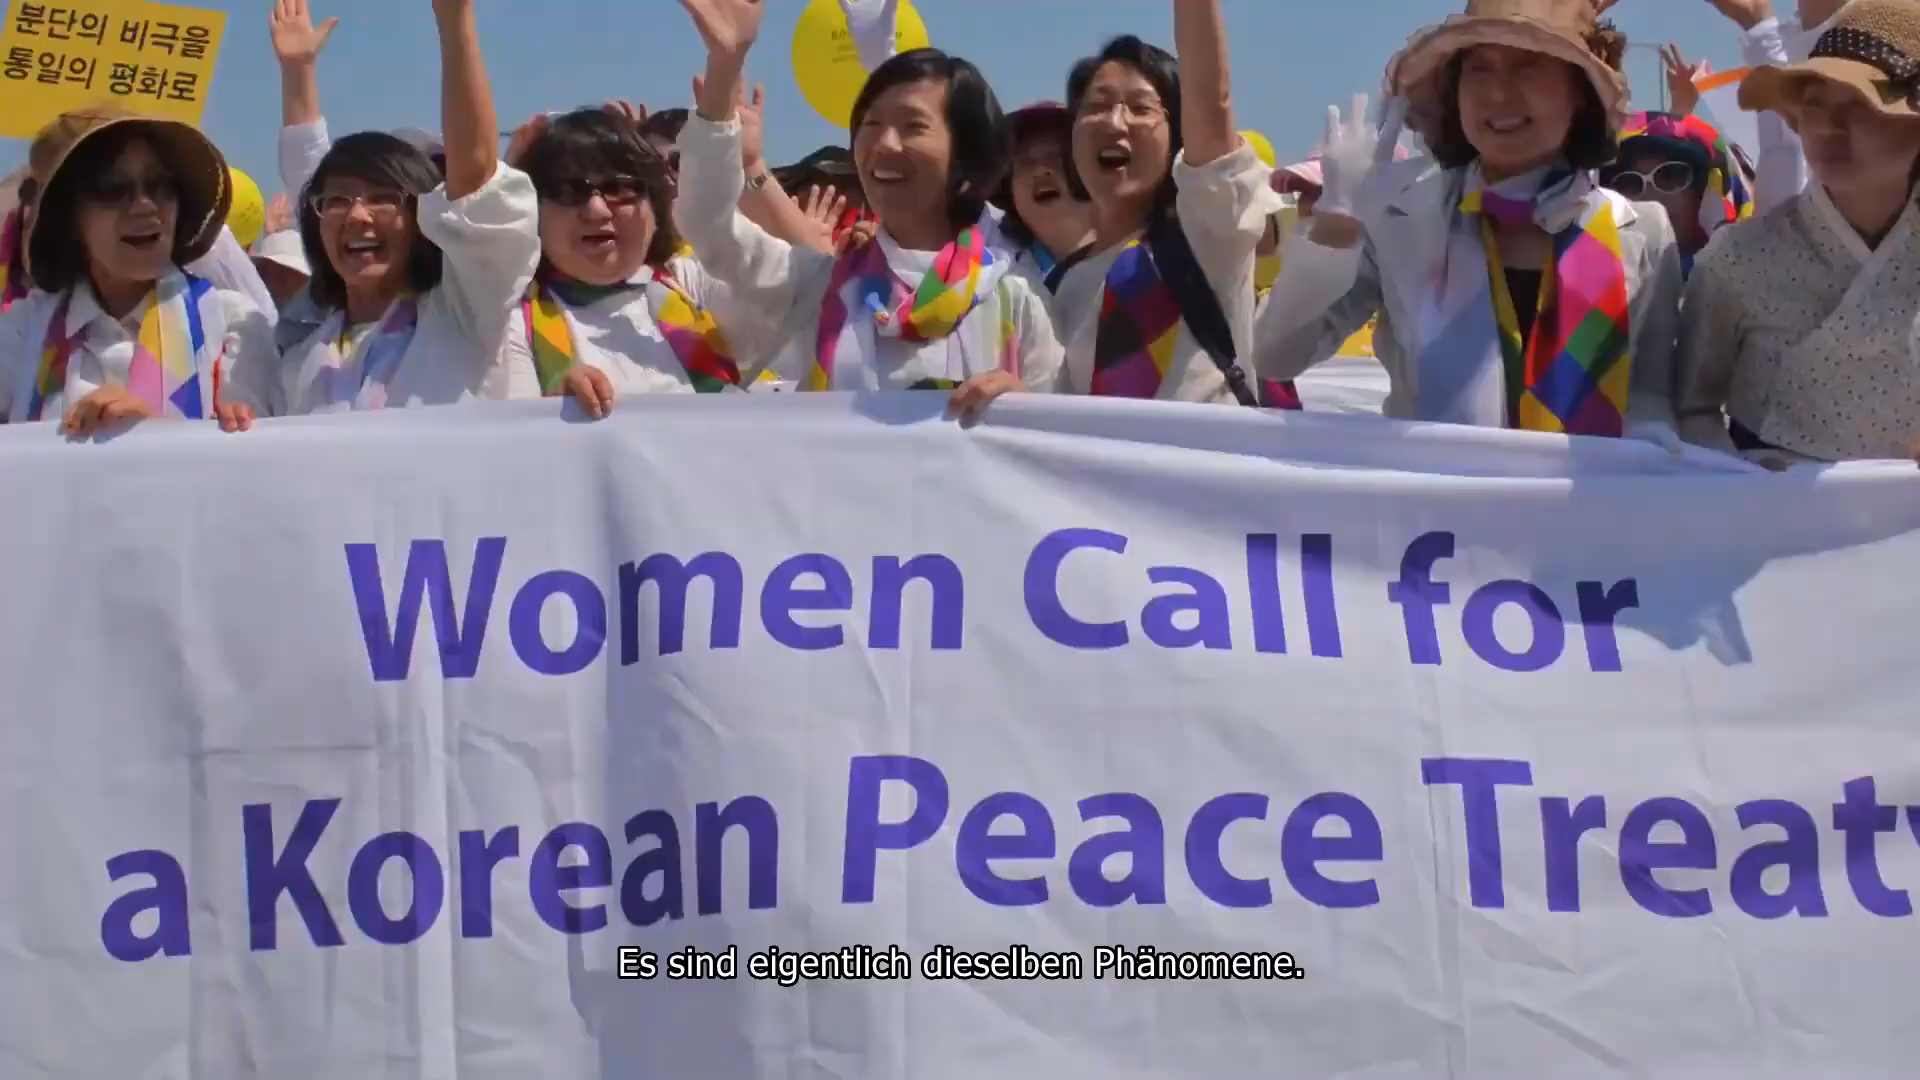 분단의 비극을
통일의 평화로
Women Call for
a Korean Peace Treaty
Es sind eigentlich dieselben Phänomene.